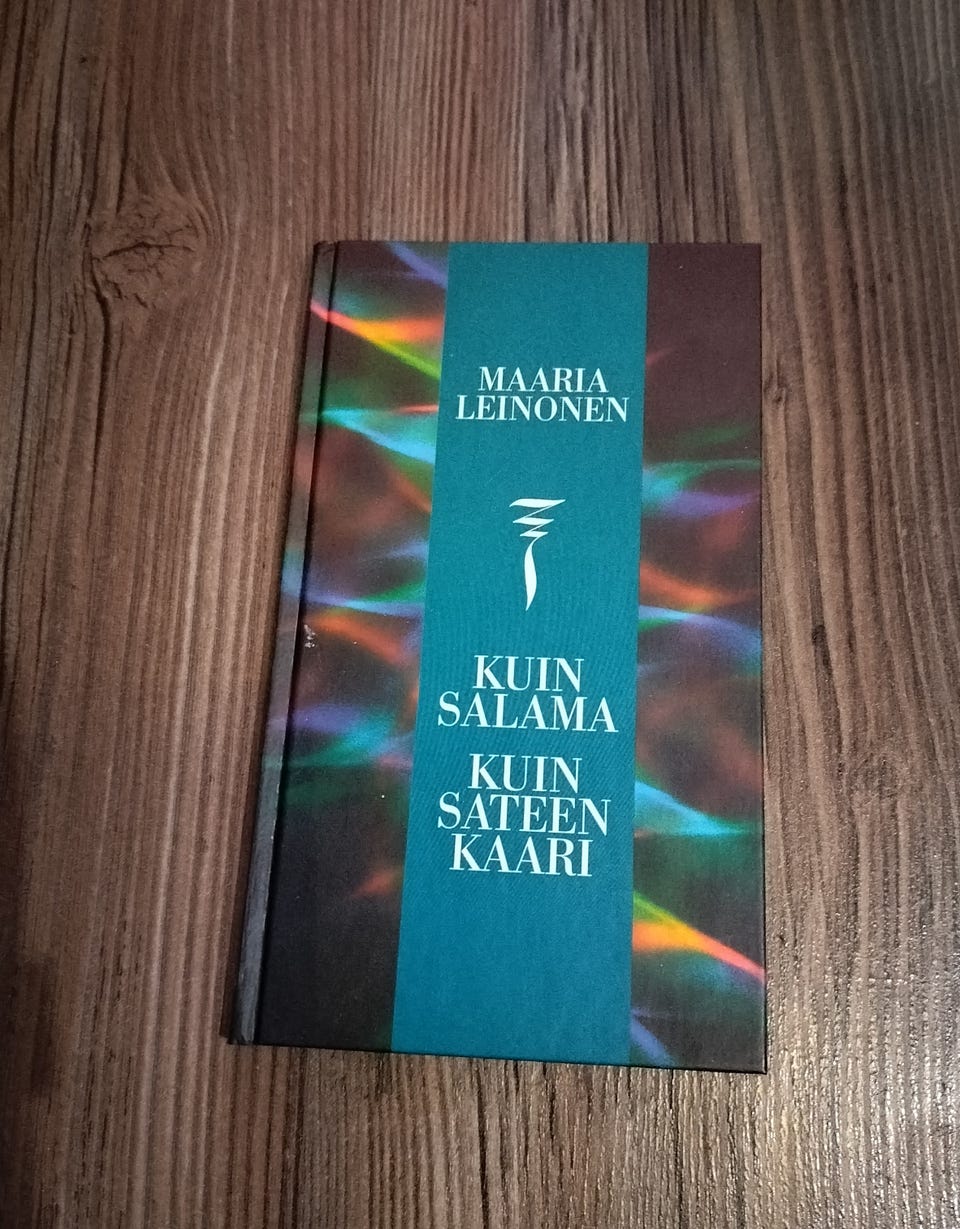 MAARIA
LEINONEN
KUIN
SALAMA
KUIN
SATEEN
KAARI